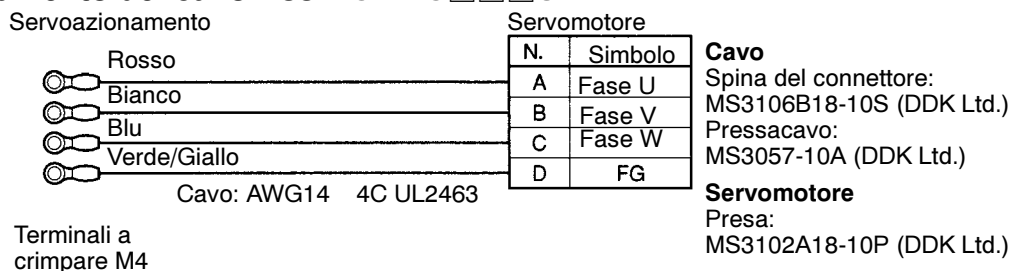 Servoazionamento
Servomotore
Rosso
Bianco
Blu
Verde/Giallo
Cavo: AWG14 4C UL2463
Terminali a
crimpare M4
N. Simbolo
A Fase U
B Fase V
C Fase W
D FG
Cavo
Spina del connettore:
MS3106B18-10S (DDK Ltd.)
Pressacavo:
MS3057-10A (DDK Ltd.)
Servomotore
Presa:
MS3102A18-10P (DDK Ltd.)